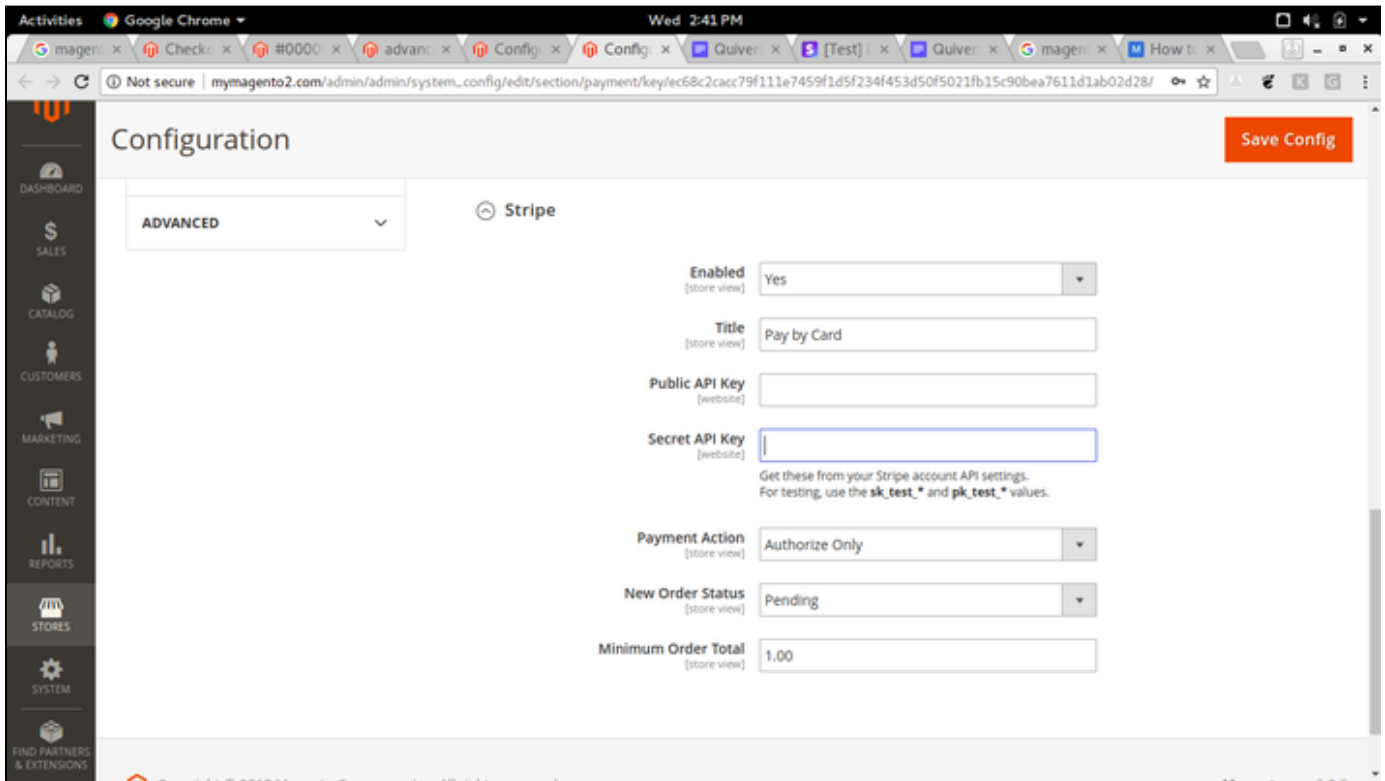 Activities Google Chrome Wed 2:41 PM
magen Checko #0000 advanc Config Config Quiver [Test] Quiver magen How to
Not secure mymagento2.com/admin/admin/system_config/edit/section/payment/key/ec68c2cacc79f111e7459f1d5f234f453d50f5021fb15c90bea7611d1ab02d28/
Configuration
Save Config
DASHBOARD
SALES
CATALOG
CUSTOMERS
MARKETING
CONTENT
REPORTS
STORES
SYSTEM
FIND PARTNERS
& EXTENSIONS
ADVANCED
Stripe
Enabled
[store view]
Yes
Title
[store view]
Pay by Card
Public API Key
[website]
Secret API Key
[website]
Get these from your Stripe account API settings.
For testing, use the sk_test_* and pk_test_* values.
Payment Action
[store view]
Authorize Only
New Order Status
[store view]
Pending
Minimum Order Total
[store view]
1.00